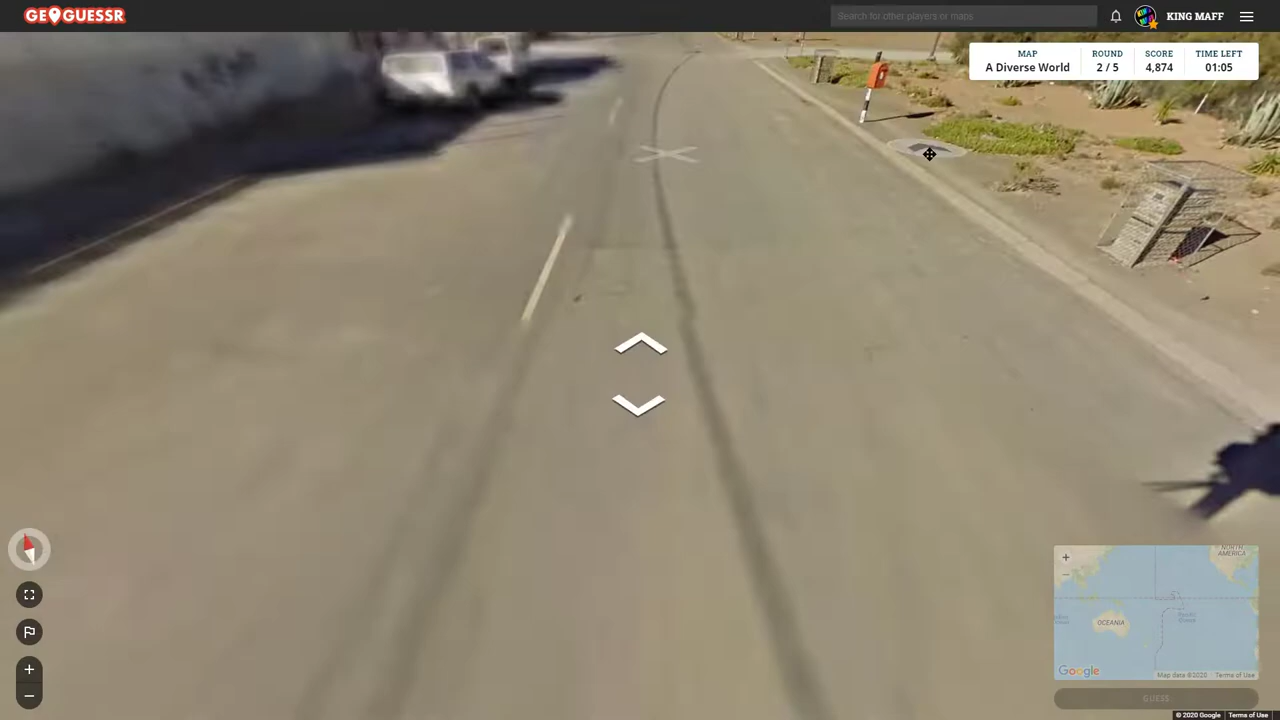 GEOGUESSR
Search for other players or maps
KING MAFF
MAP
A Diverse World
ROUND
2 / 5
SCORE
4,874
TIME LEFT
01:05
NORTH
AMERICA
OCEANIA
Pacific
Ocean
Google
Map data ©2020
Terms of Use
GUESS
© 2020 Google
Terms of Use